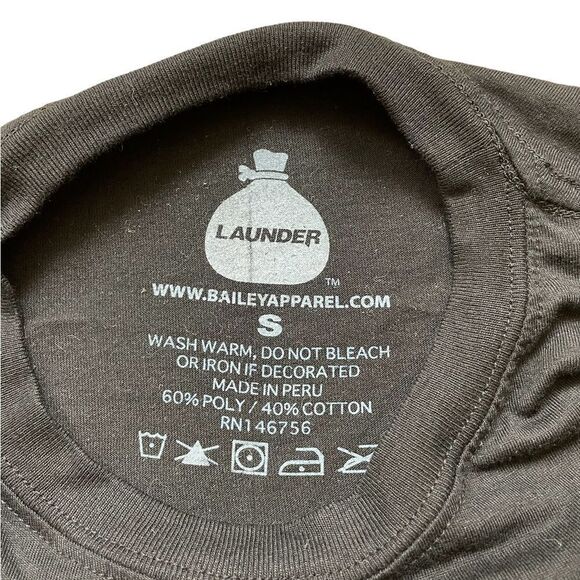 LAUNDER
TM
WWW.BAILEYAPPAREL.COM
S
WASH WARM, DO NOT BLEACH
OR IRON IF DECORATED
MADE IN PERU
60% POLY / 40% COTTON
RN146756